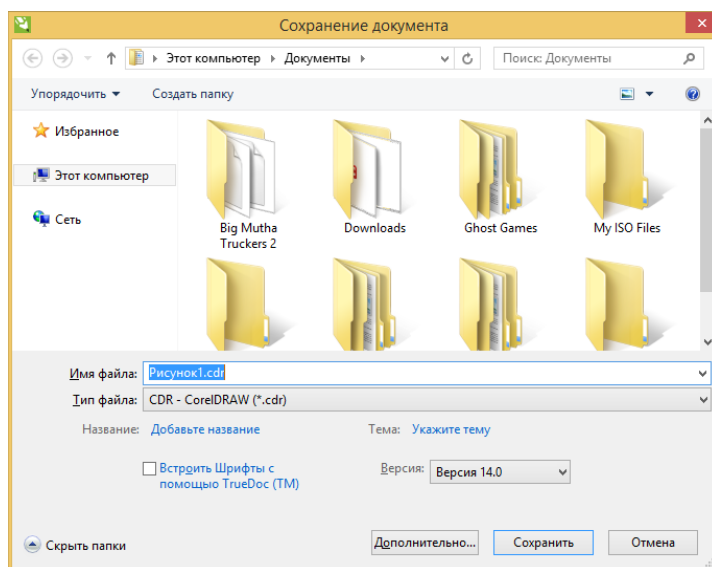 Сохранение документа
Этот компьютер Документы
Поиск: Документы
Упорядочить Создать папку
Избранное
Этот компьютер
Сеть
Big Mutha
Truckers 2
Downloads
Ghost Games
My ISO Files
Имя файла: Рисунок1.cdr
Тип файла: CDR - CorelDRAW (*.cdr)
Название: Добавьте название Тема: Укажите тему
Встроить Шрифты с
помощью TrueDoc (TM)
Версия: Версия 14.0
Скрыть папки Дополнительно... Сохранить Отмена